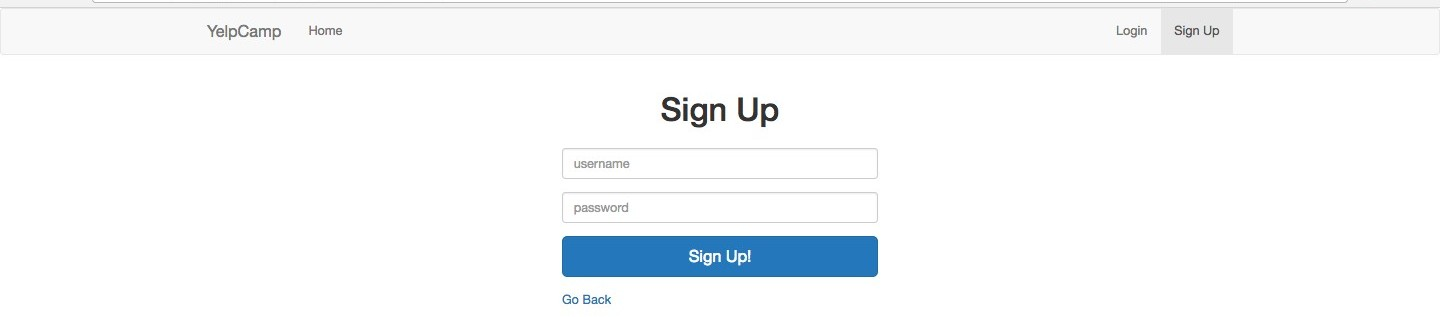 YelpCamp Home Login Sign Up
Sign Up
username
password
Sign Up!
Go Back